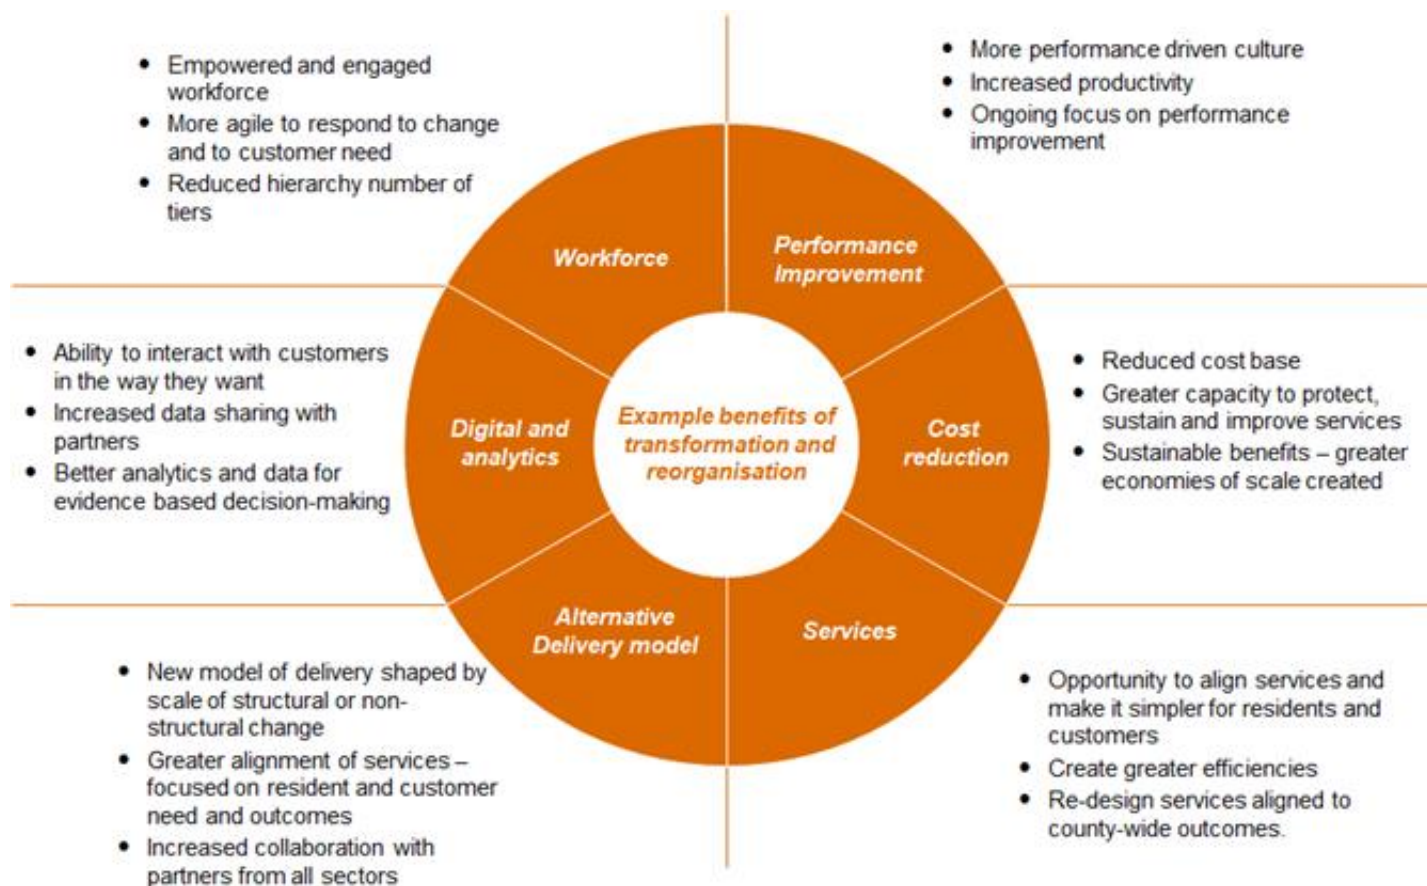 • Empowered and engaged
workforce
• More agile to respond to change
and to customer need
• Reduced hierarchy number of
tiers
• More performance driven culture
• Increased productivity
• Ongoing focus on performance
improvement
Workforce
Performance
Improvement
• Ability to interact with customers
in the way they want
• Increased data sharing with
partners
• Better analytics and data for
evidence based decision-making
Digital and
analytics
Example benefits of
transformation and
reorganisation
Cost
reduction
• Reduced cost base
• Greater capacity to protect,
sustain and improve services
• Sustainable benefits – greater
economies of scale created
Alternative
Delivery model
Services
• New model of delivery shaped by
scale of structural or non-
structural change
• Greater alignment of services –
focused on resident and customer
need and outcomes
• Increased collaboration with
partners from all sectors
• Opportunity to align services and
make it simpler for residents and
customers
• Create greater efficiencies
• Re-design services aligned to
county-wide outcomes.